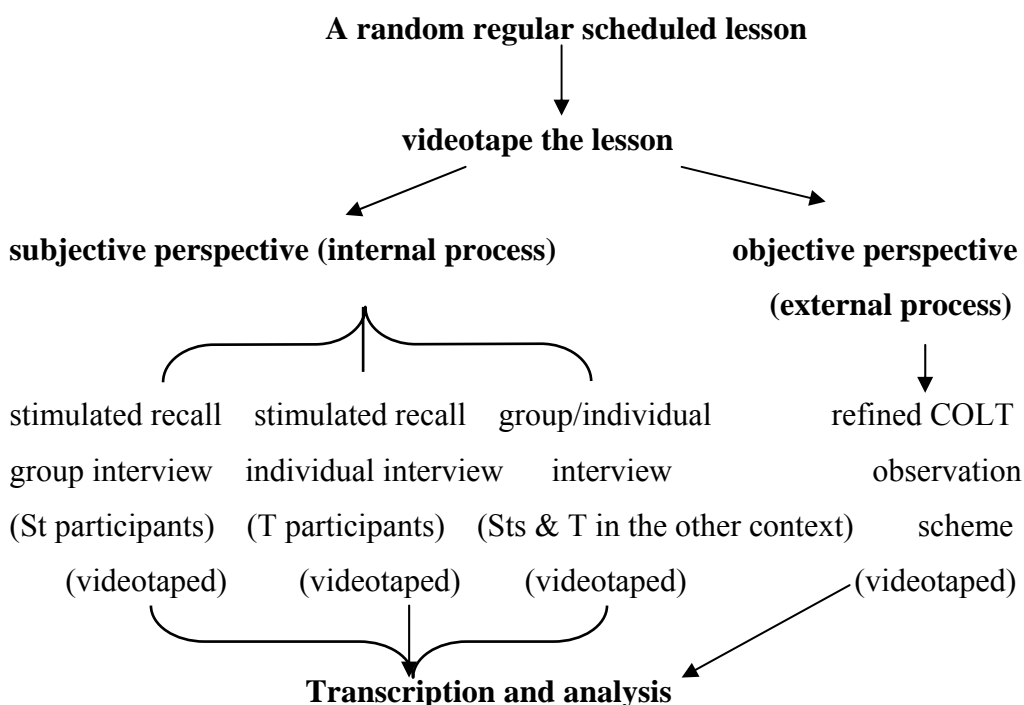 A random regular scheduled lesson
videotape the lesson
subjective perspective (internal process)
objective perspective
(external process)
stimulated recall
group interview
(St participants)
(videotaped)
stimulated recall
individual interview
(T participants)
(videotaped)
group/individual
interview
(Sts & T in the other context)
(videotaped)
refined COLT
observation
scheme
(videotaped)
Transcription and analysis